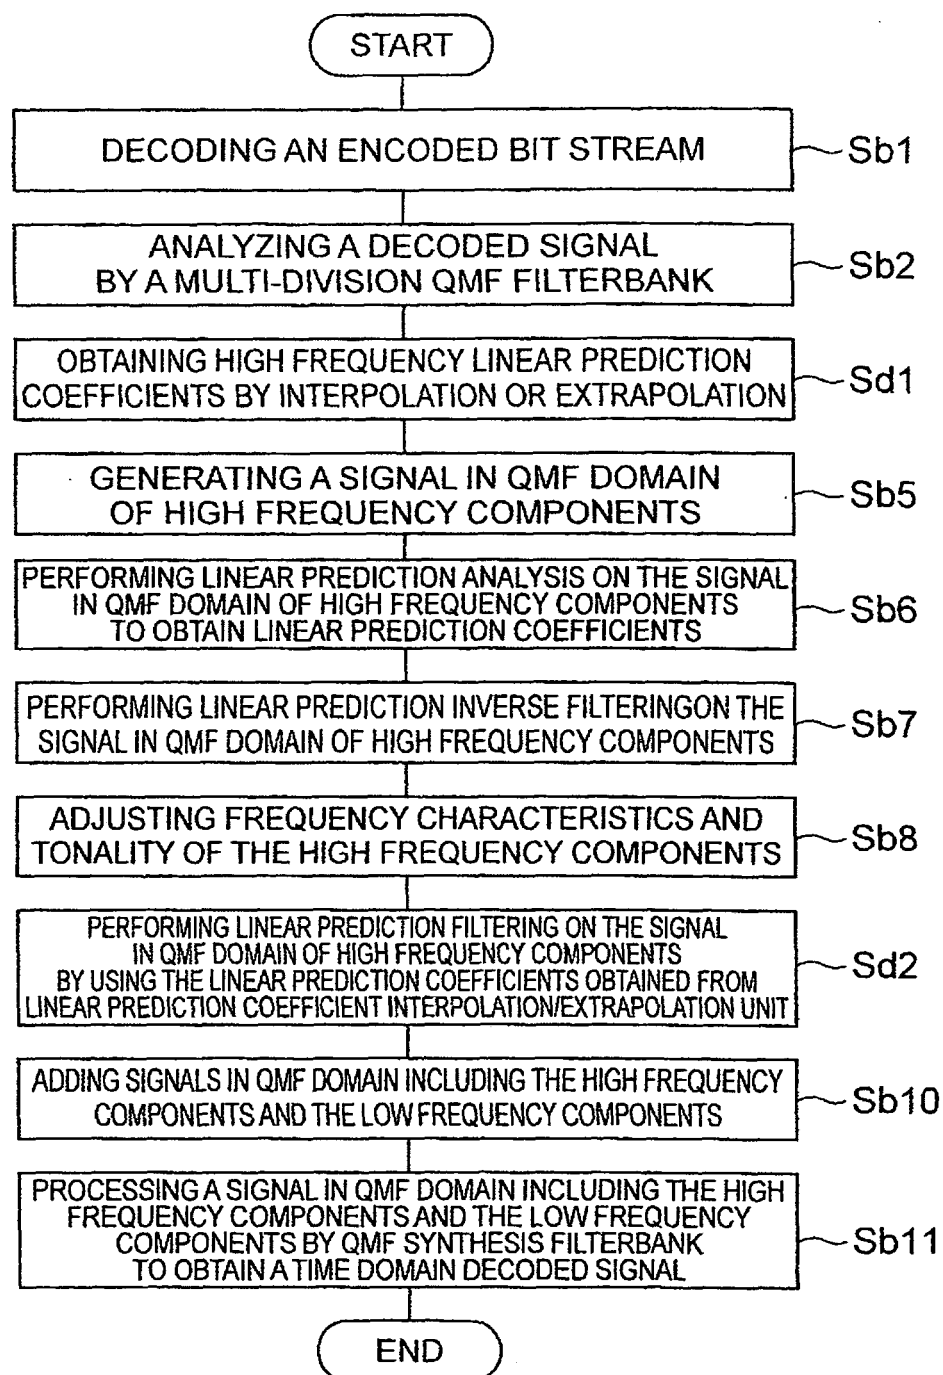 START
DECODING AN ENCODED BIT STREAM
Sb1
ANALYZING A DECODED SIGNAL
BY A MULTI-DIVISION QMF FILTERBANK
Sb2
OBTAINING HIGH FREQUENCY LINEAR PREDICTION
COEFFICIENTS BY INTERPOLATION OR EXTRAPOLATION
Sd1
GENERATING A SIGNAL IN QMF DOMAIN
OF HIGH FREQUENCY COMPONENTS
Sb5
PERFORMING LINEAR PREDICTION ANALYSIS ON THE SIGNAL
IN QMF DOMAIN OF HIGH FREQUENCY COMPONENTS
TO OBTAIN LINEAR PREDICTION COEFFICIENTS
Sb6
PERFORMING LINEAR PREDICTION INVERSE FILTERINGON THE
SIGNAL IN QMF DOMAIN OF HIGH FREQUENCY COMPONENTS
Sb7
ADJUSTING FREQUENCY CHARACTERISTICS AND
TONALITY OF THE HIGH FREQUENCY COMPONENTS
Sb8
PERFORMING LINEAR PREDICTION FILTERING ON THE SIGNAL
IN QMF DOMAIN OF HIGH FREQUENCY COMPONENTS
BY USING THE LINEAR PREDICTION COEFFICIENTS OBTAINED FROM
LINEAR PREDICTION COEFFICIENT INTERPOLATION/EXTRAPOLATION UNIT
Sd2
ADDING SIGNALS IN QMF DOMAIN INCLUDING THE HIGH FREQUENCY
COMPONENTS AND THE LOW FREQUENCY COMPONENTS
Sb10
PROCESSING A SIGNAL IN QMF DOMAIN INCLUDING THE HIGH
FREQUENCY COMPONENTS AND THE LOW FREQUENCY
COMPONENTS BY QMF SYNTHESIS FILTERBANK
TO OBTAIN A TIME DOMAIN DECODED SIGNAL
Sb11
END